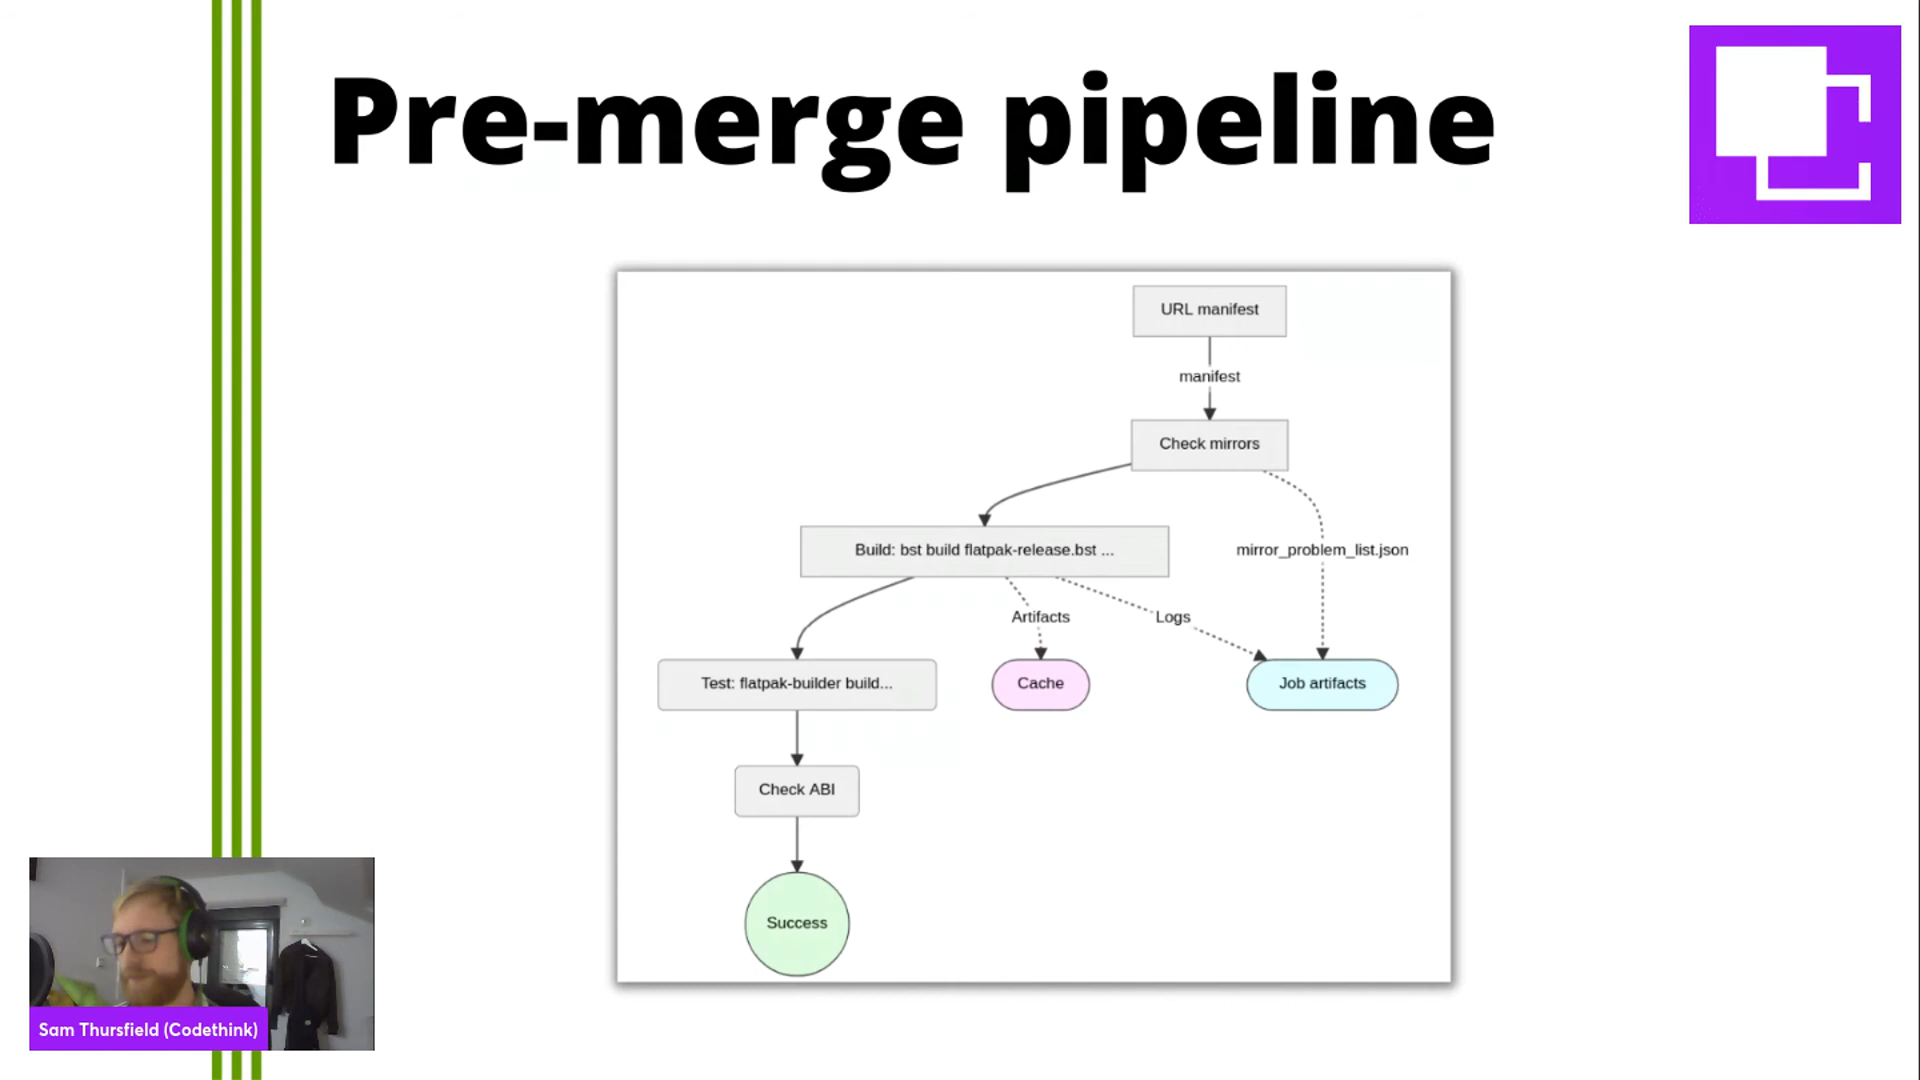 Pre-merge pipeline
URL manifest
manifest
Check mirrors
Build: bst build flatpak-release.bst ...
mirror_problem_list.json
Artifacts
Logs
Test: flatpak-builder build...
Cache
Job artifacts
Check ABI
Success
Sam Thursfield (Codethink)